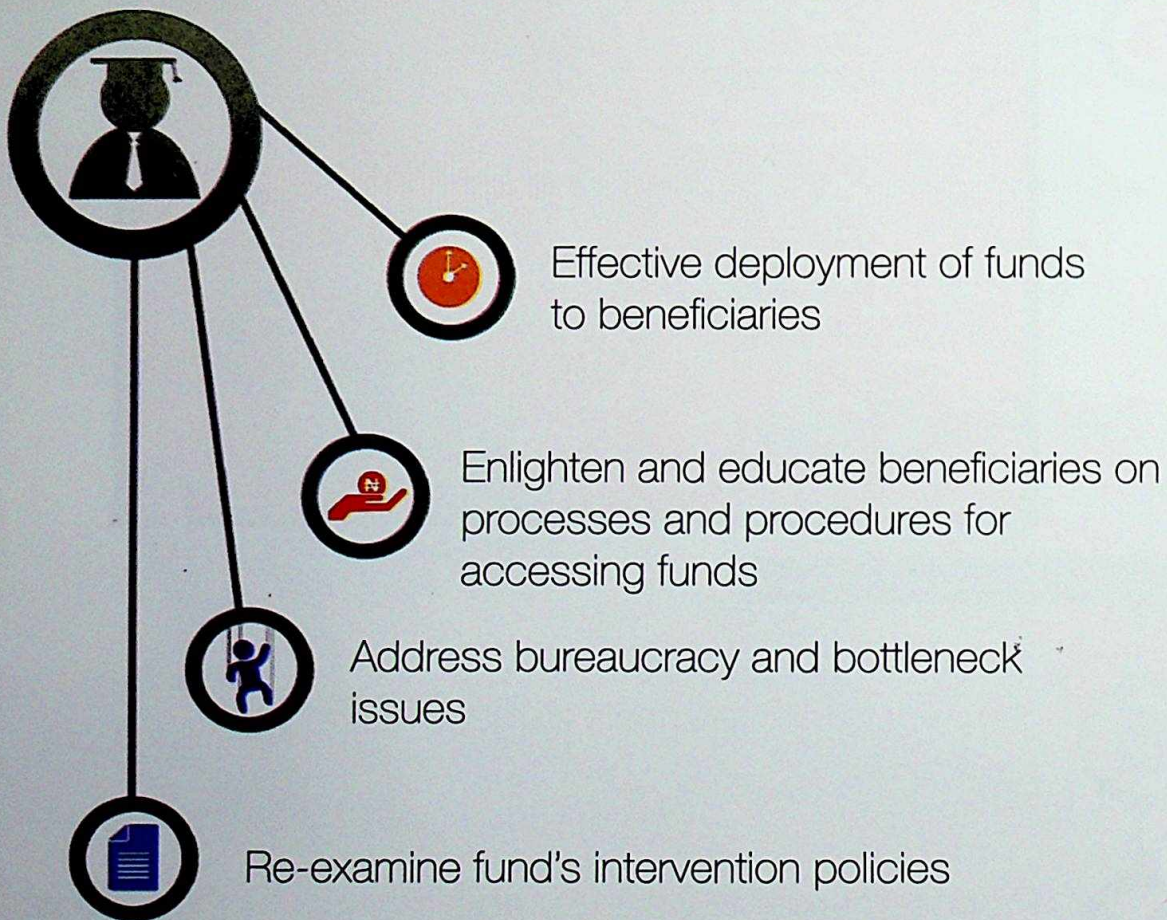 Effective deployment of funds
to beneficiaries
₦
Enlighten and educate beneficiaries on
processes and procedures for
accessing funds
Address bureaucracy and bottleneck
issues
Re-examine fund's intervention policies